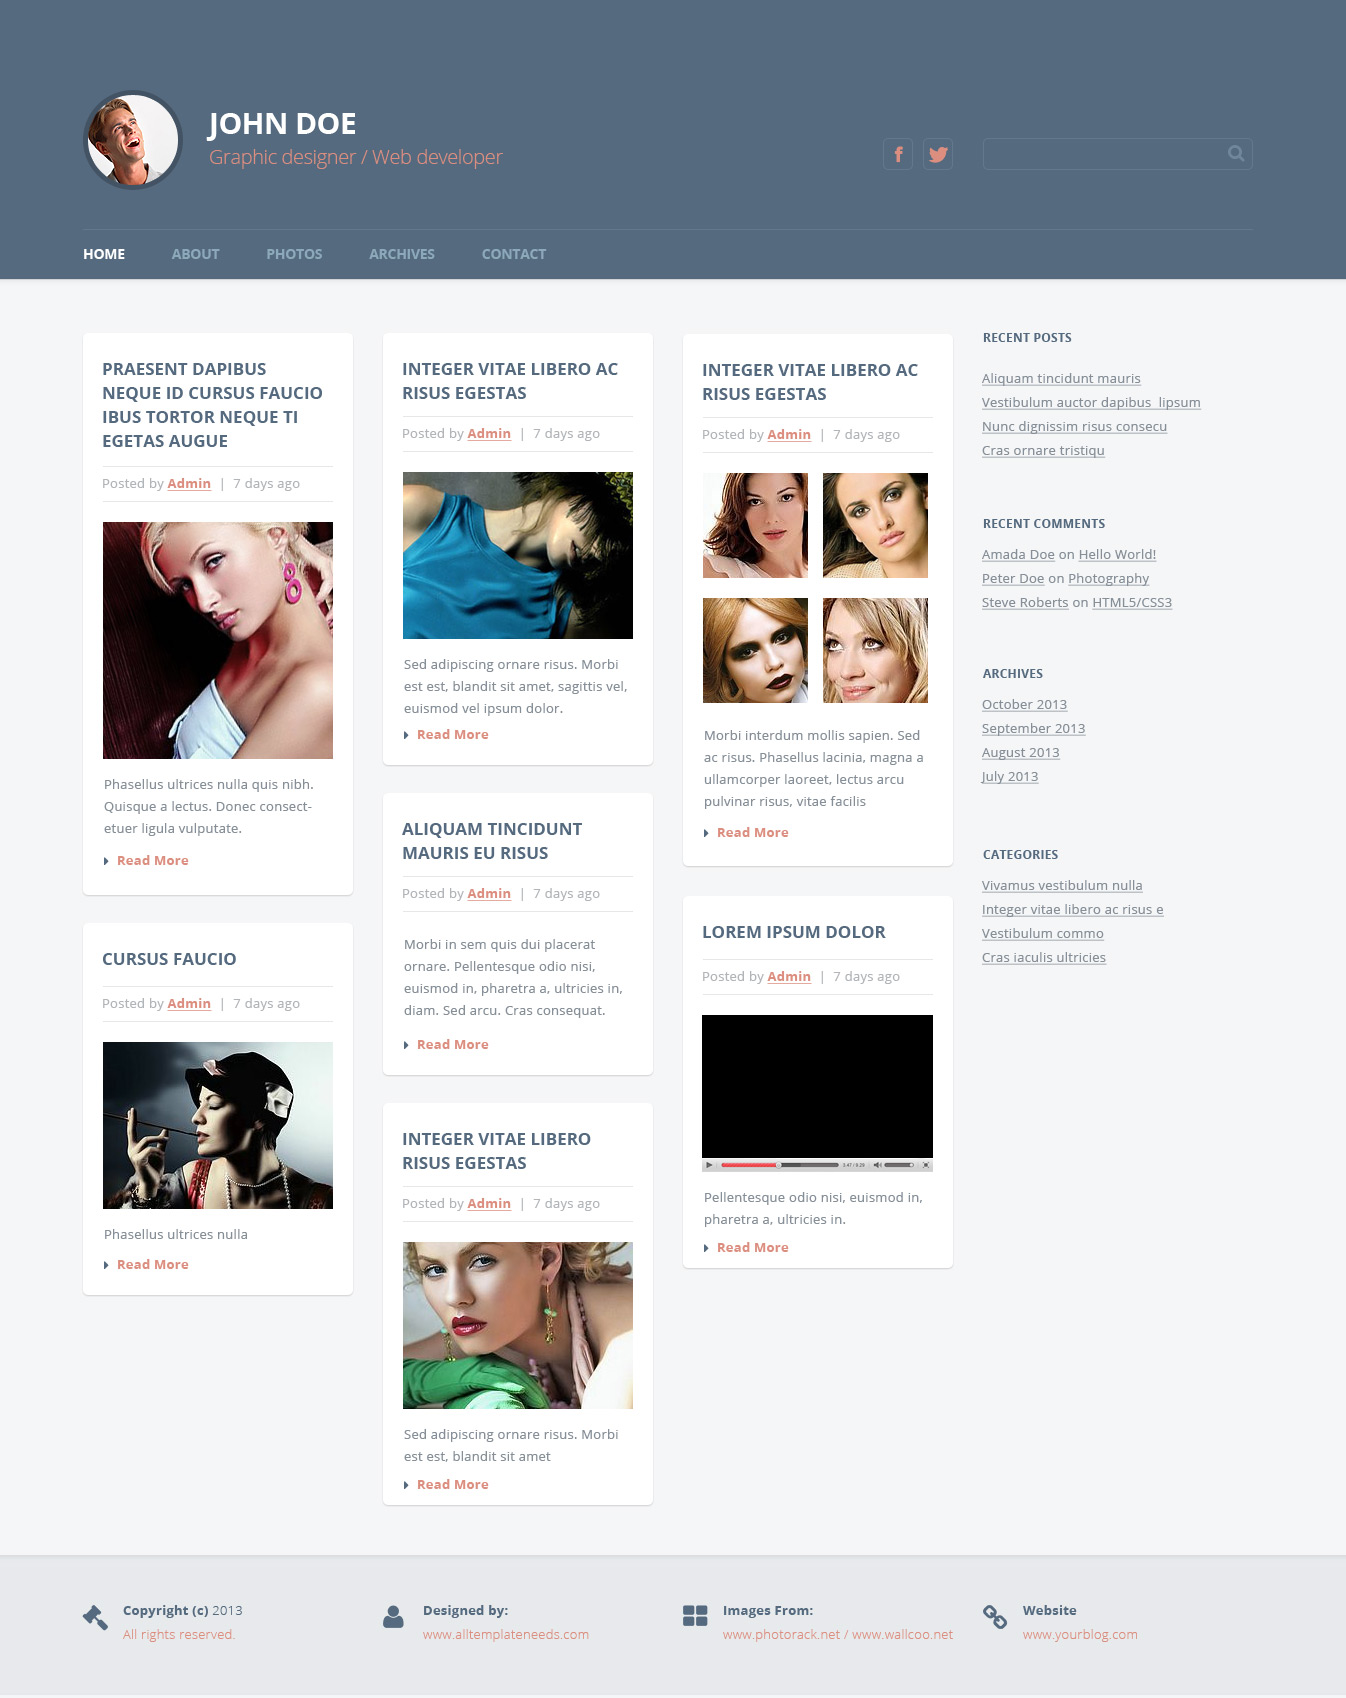 JOHN DOE
Graphic designer / Web developer
f
HOME
ABOUT
PHOTOS
ARCHIVES
CONTACT
PRAESENT DAPIBUS
NEQUE ID CURSUS FAUCIO
IBUS TORTOR NEQUE TI
EGETAS AUGUE
Posted by Admin | 7 days ago
Phasellus ultrices nulla quis nibh.
Quisque a lectus. Donec consect-
etuer ligula vulputate.
Read More
CURSUS FAUCIO
Posted by Admin | 7 days ago
Phasellus ultrices nulla
Read More
INTEGER VITAE LIBERO AC
RISUS EGESTAS
Posted by Admin | 7 days ago
Sed adipiscing ornare risus. Morbi
est est, blandit sit amet, sagittis vel,
euismod vel ipsum dolor.
Read More
ALIQUAM TINCIDUNT
MAURIS EU RISUS
Posted by Admin | 7 days ago
Morbi in sem quis dui placerat
ornare. Pellentesque odio nisi,
euismod in, pharetra a, ultricies in,
diam. Sed arcu. Cras consequat.
Read More
INTEGER VITAE LIBERO
RISUS EGESTAS
Posted by Admin | 7 days ago
Sed adipiscing ornare risus. Morbi
est est, blandit sit amet
Read More
INTEGER VITAE LIBERO AC
RISUS EGESTAS
Posted by Admin | 7 days ago
Morbi interdum mollis sapien. Sed
ac risus. Phasellus lacinia, magna a
ullamcorper laoreet, lectus arcu
pulvinar risus, vitae facilis
Read More
LOREM IPSUM DOLOR
Posted by Admin | 7 days ago
Pellentesque odio nisi, euismod in,
pharetra a, ultricies in.
Read More
RECENT POSTS
Aliquam tincidunt mauris
Vestibulum auctor dapibus lipsum
Nunc dignissim risus consecu
Cras ornare tristiqu
RECENT COMMENTS
Amada Doe on Hello World!
Peter Doe on Photography
Steve Roberts on HTML5/CSS3
ARCHIVES
October 2013
September 2013
August 2013
July 2013
CATEGORIES
Vivamus vestibulum nulla
Integer vitae libero ac risus e
Vestibulum commo
Cras iaculis ultricies
Copyright (c) 2013
All rights reserved.
Designed by:
www.alltemplateneeds.com
Images From:
www.photorack.net / www.wallcoo.net
Website
www.yourblog.com